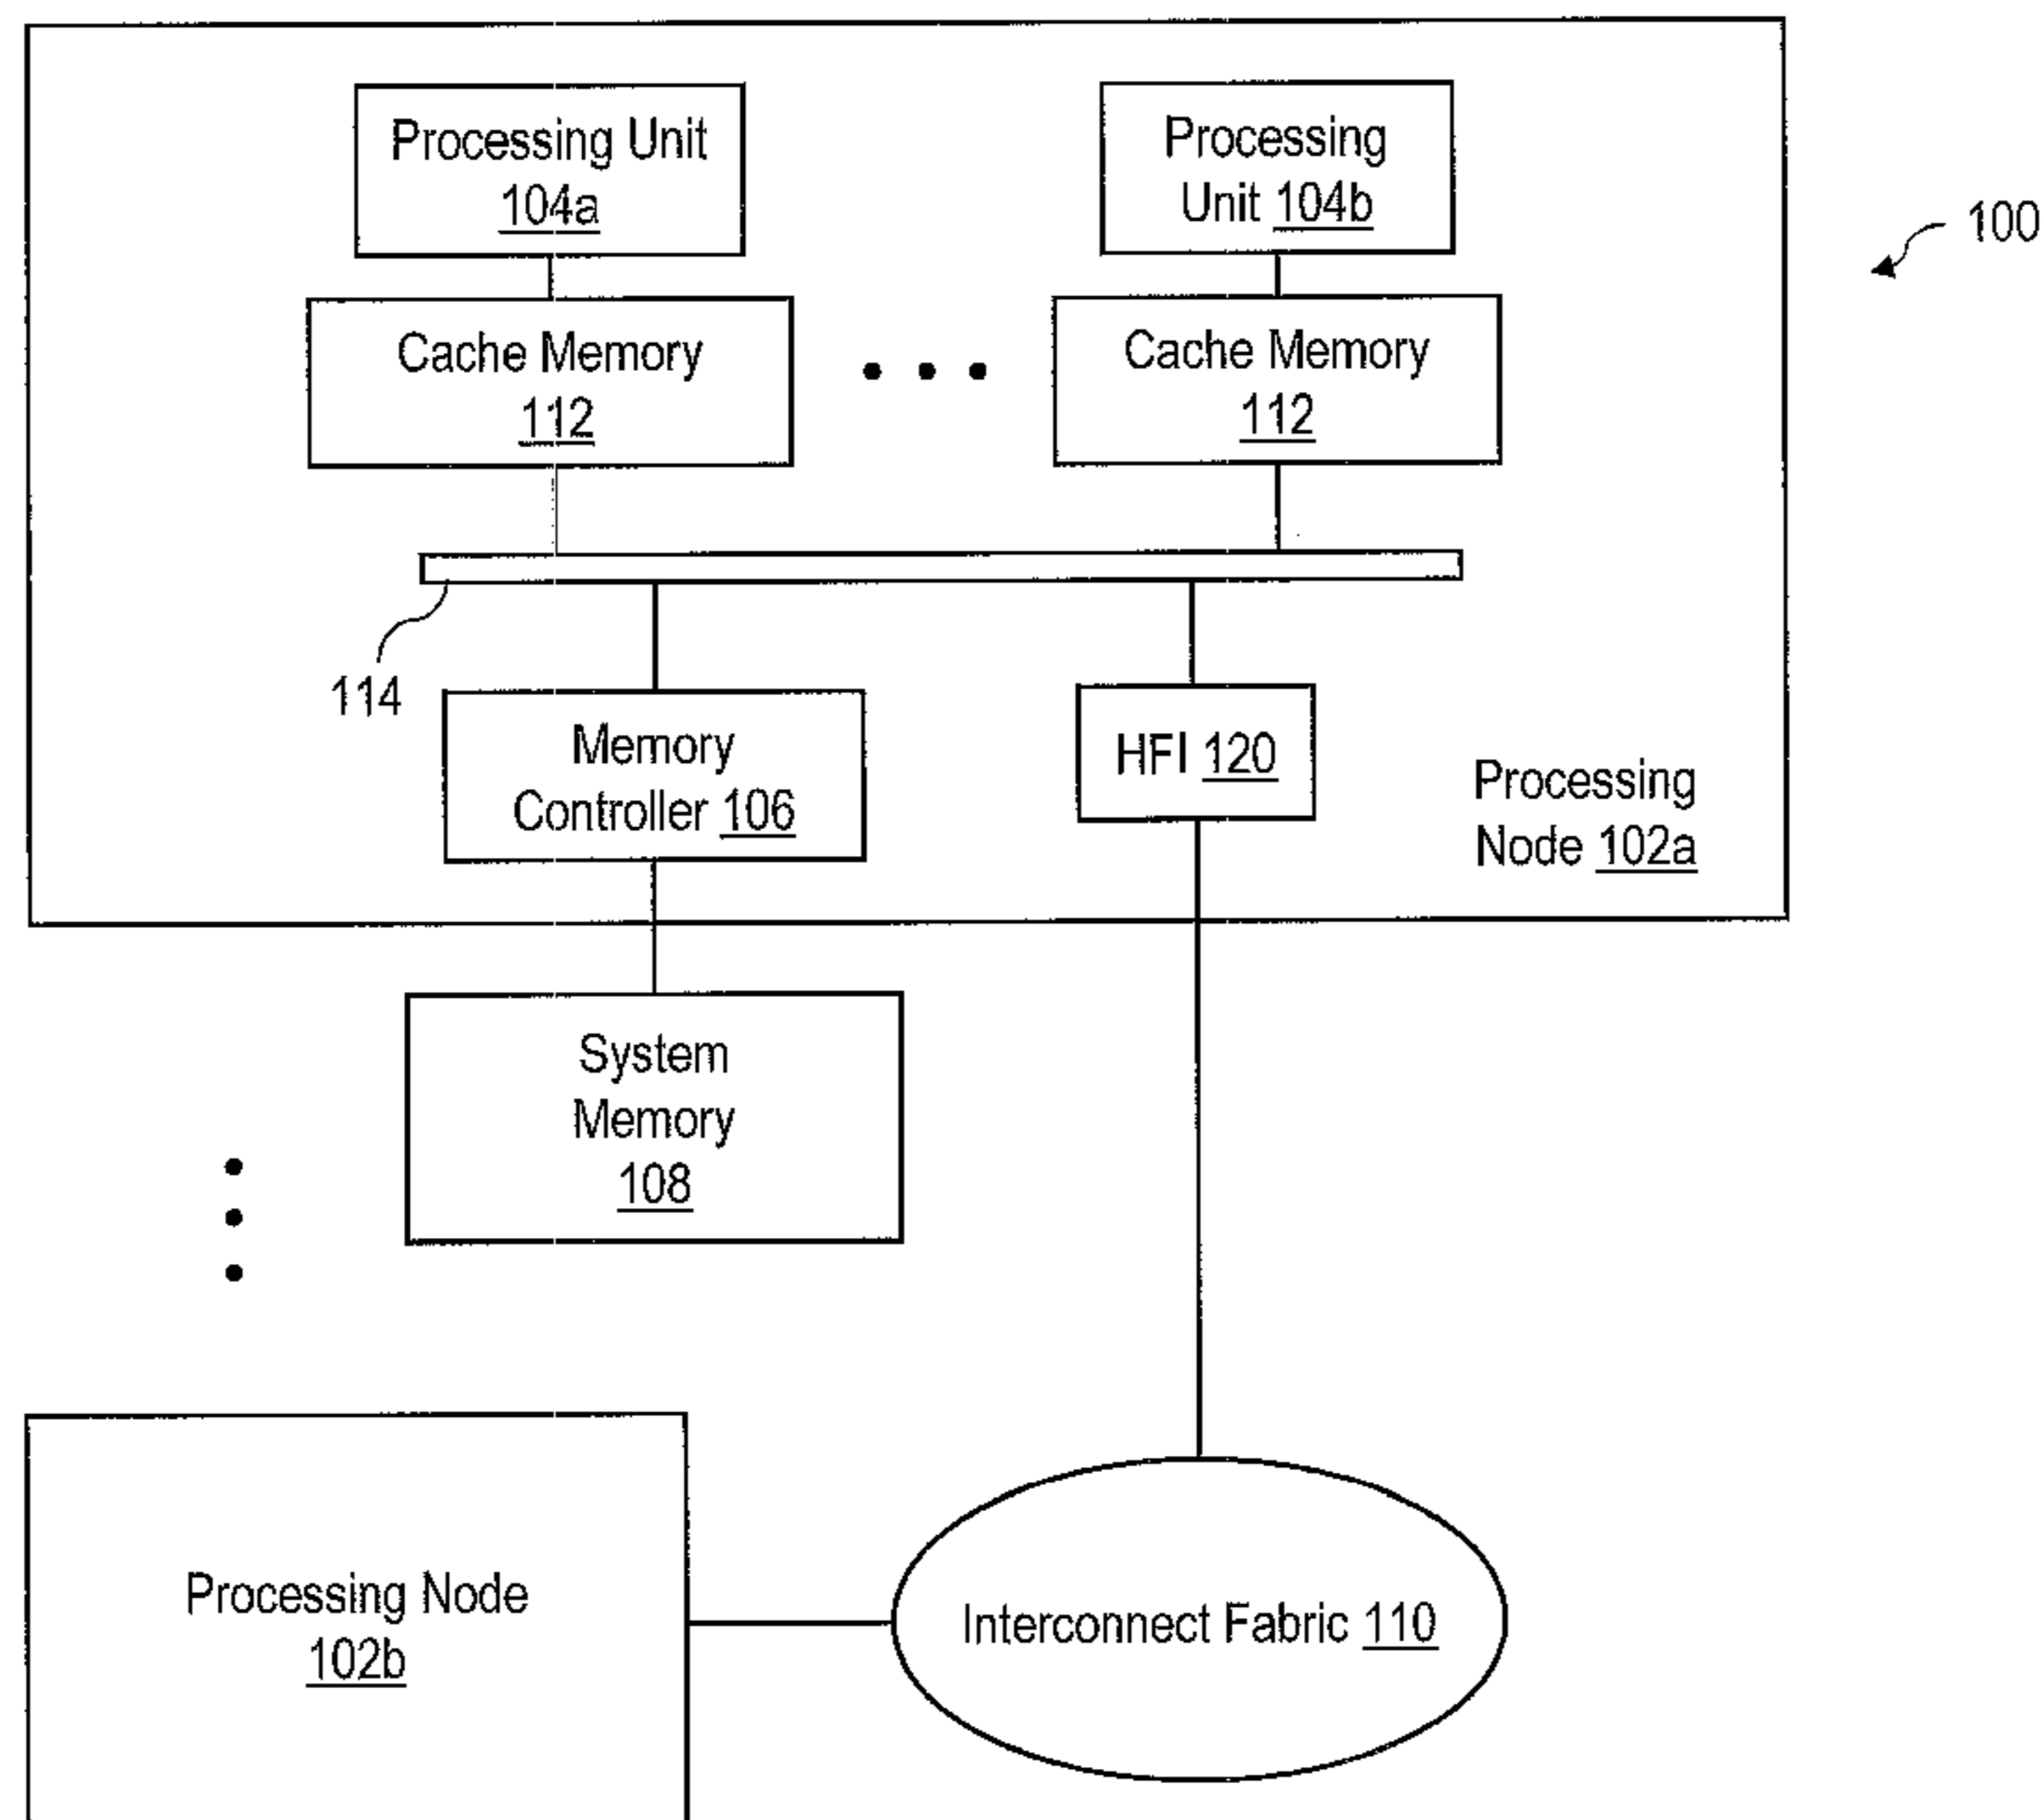 Processing Unit
104a
Processing
Unit 104b
100
Cache Memory
112
Cache Memory
112
114
Memory
Controller 106
HFI 120
Processing
Node 102a
System
Memory
108
Processing Node
102b
Interconnect Fabric 110